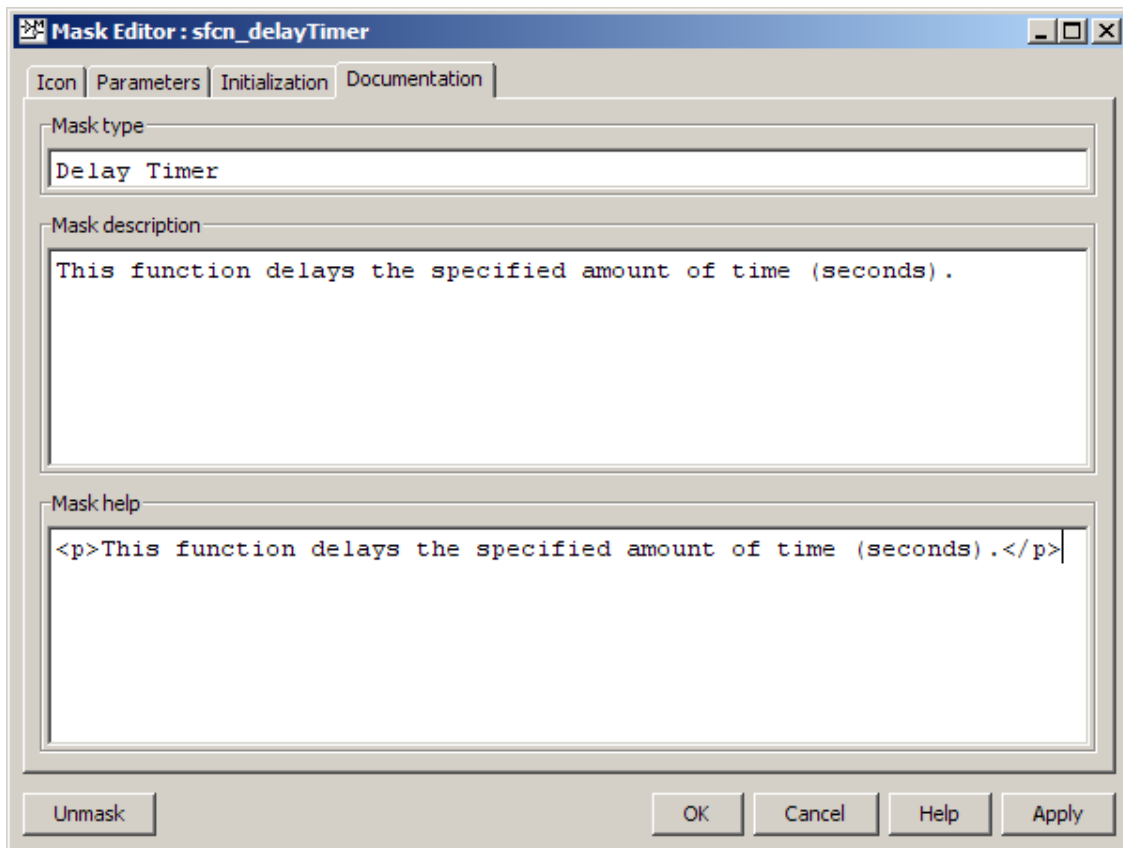 Mask Editor : sfcn_delayTimer
Icon Parameters Initialization Documentation
Mask type
Delay Timer
Mask description
This function delays the specified amount of time (seconds).
Mask help
<p>This function delays the specified amount of time (seconds).</p>
Unmask OK Cancel Help Apply